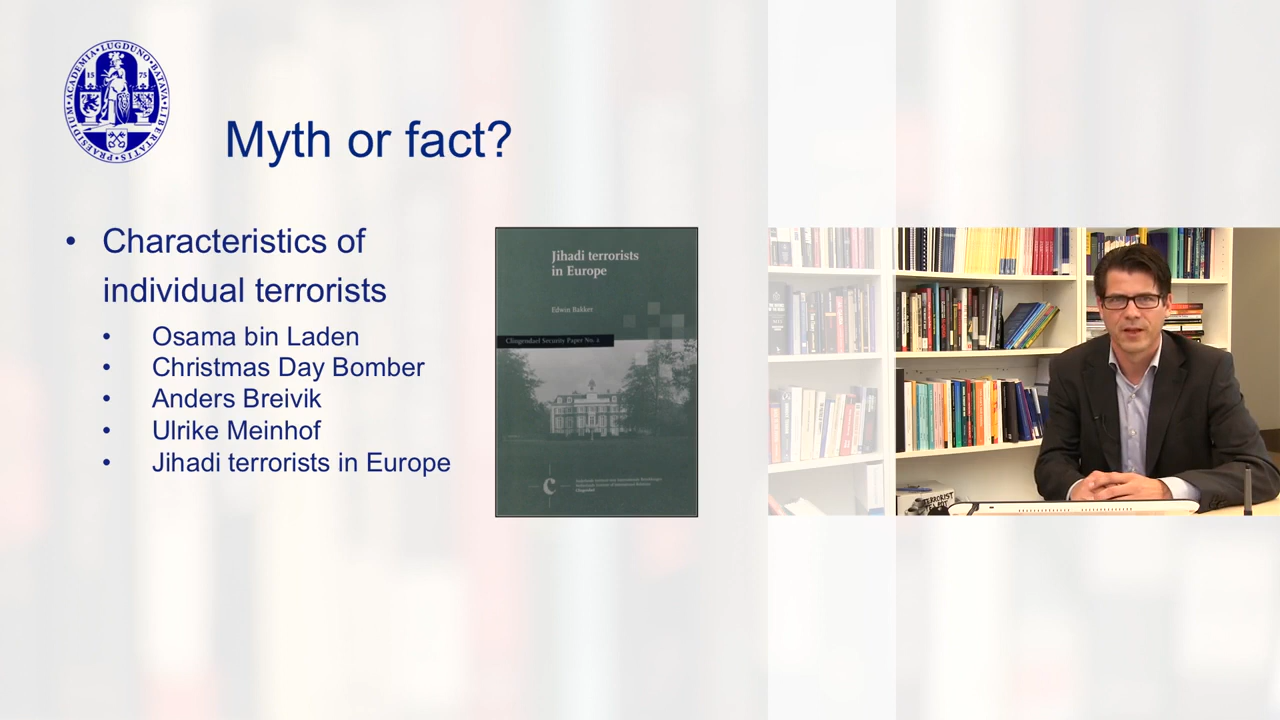 ACADEMIA·LUGDUNO·BATAVA·LIBERTATIS·PRAESIDIUM·
15 75
Myth or fact?
• Characteristics of
individual terrorists
• Osama bin Laden
• Christmas Day Bomber
• Anders Breivik
• Ulrike Meinhof
• Jihadi terrorists in Europe
Jihadi terrorists
in Europe
Edwin Bakker
Clingendael Security Paper No. 2
Clingendael
TERRORIST